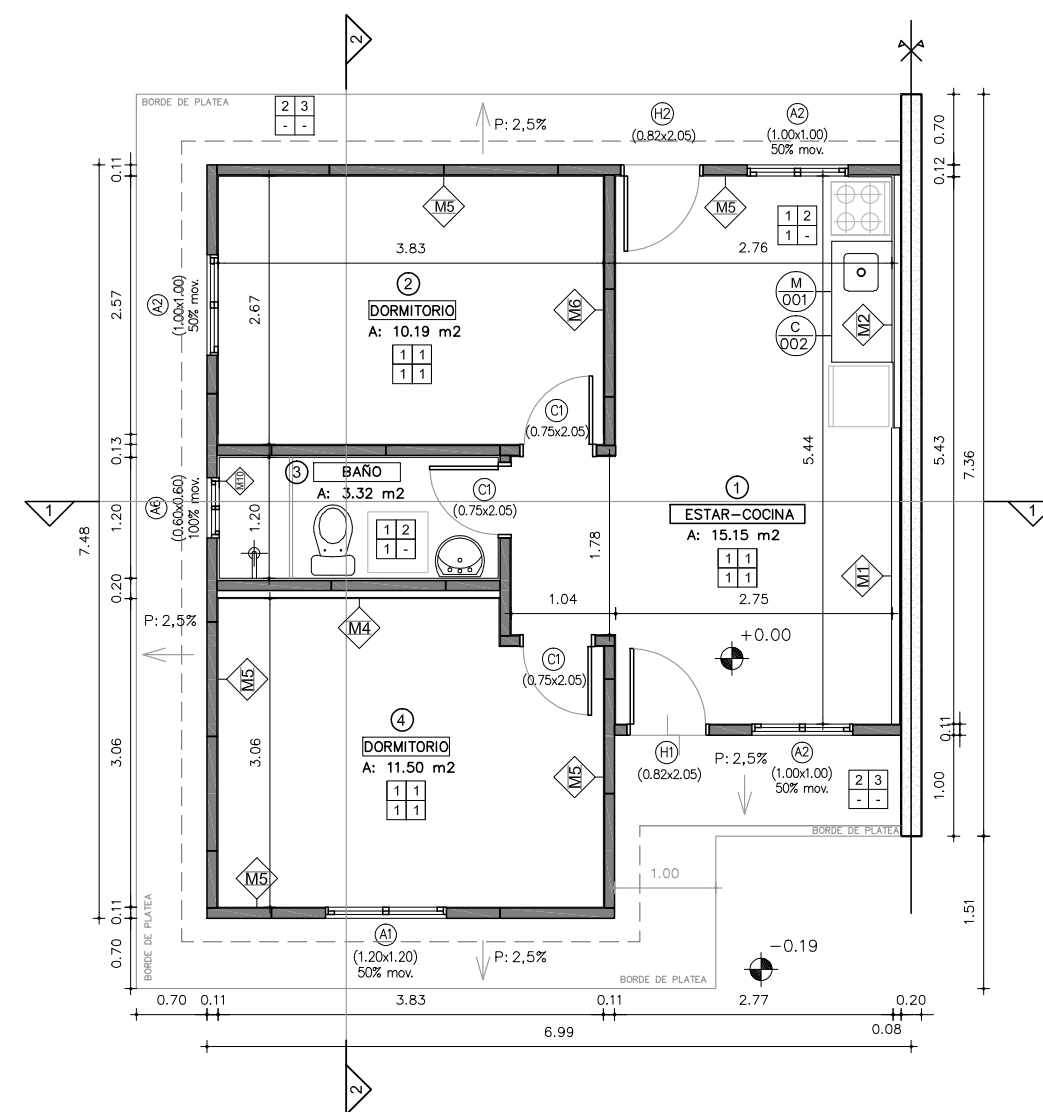 2
BORDE DE PLATEA
2 3
- -
P: 2,5%
H2
(0.82x2.05)
A2
(1.00x1.00)
50% mov.
0.70
0.11
0.12
M5
M5
1 2
1 -
3.83
2.76
2
DORMITORIO
A: 10.19 m2
1 1
1 1
M6
M
001
C
002
M2
A2
(1.00x1.00)
50% mov.
2.57
2.67
C1
(0.75x2.05)
5.44
5.43
7.36
0.13
3
BAÑO
A: 3.32 m2
M10
C1
(0.75x2.05)
1
ESTAR-COCINA
A: 15.15 m2
1 1
1 1
1
1
A6
(0.60x0.60)
100% mov.
1.20
1.20
1 2
1 -
7.48
1.78
M1
0.20
1.04
2.75
P: 2,5%
M4
+0.00
C1
(0.75x2.05)
M5
4
DORMITORIO
A: 11.50 m2
1 1
1 1
3.06
3.06
M5
H1
(0.82x2.05)
P: 2,5%
A2
(1.00x1.00)
50% mov.
2 3
- -
0.11
1.00
BORDE DE PLATEA
1.00
M5
1.51
0.11
0.70
BORDE DE PLATEA
A1
(1.20x1.20)
50% mov.
P: 2,5%
-0.19
BORDE DE PLATEA
0.70
0.11
3.83
0.11
2.77
0.20
0.08
6.99
2